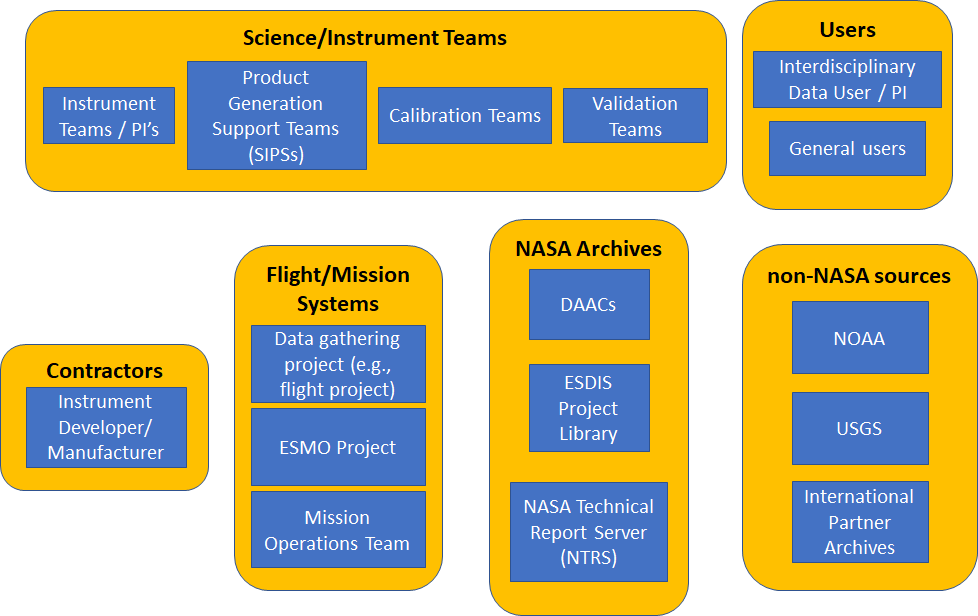 Science/Instrument Teams
Instrument
Teams / PI's
Product
Generation
Support Teams
(SIPSs)
Calibration Teams
Validation
Teams
Users
Interdisciplinary
Data User / PI
General users
Contractors
Instrument
Developer/
Manufacturer
Flight/Mission
Systems
Data gathering
project (e.g.,
flight project)
ESMO Project
Mission
Operations Team
NASA Archives
DAACs
ESDIS
Project
Library
NASA Technical
Report Server
(NTRS)
non-NASA sources
NOAA
USGS
International
Partner
Archives